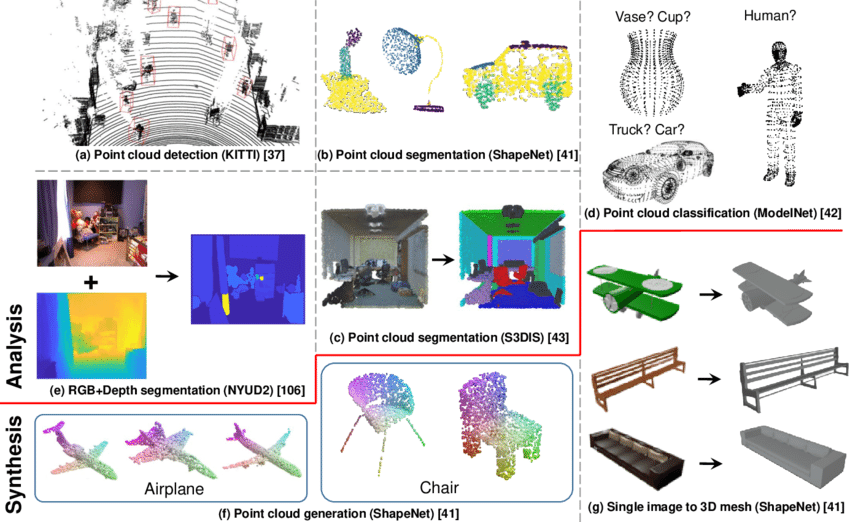 Vase? Cup?
Human?
Truck? Car?
(a) Point cloud detection (KITTI) [37]
(b) Point cloud segmentation (ShapeNet) [41]
(d) Point cloud classification (ModelNet) [42]
+
(c) Point cloud segmentation (S3DIS) [43]
(e) RGB+Depth segmentation (NYUD2) [106]
Analysis
Synthesis
Airplane
Chair
(f) Point cloud generation (ShapeNet) [41]
(g) Single image to 3D mesh (ShapeNet) [41]